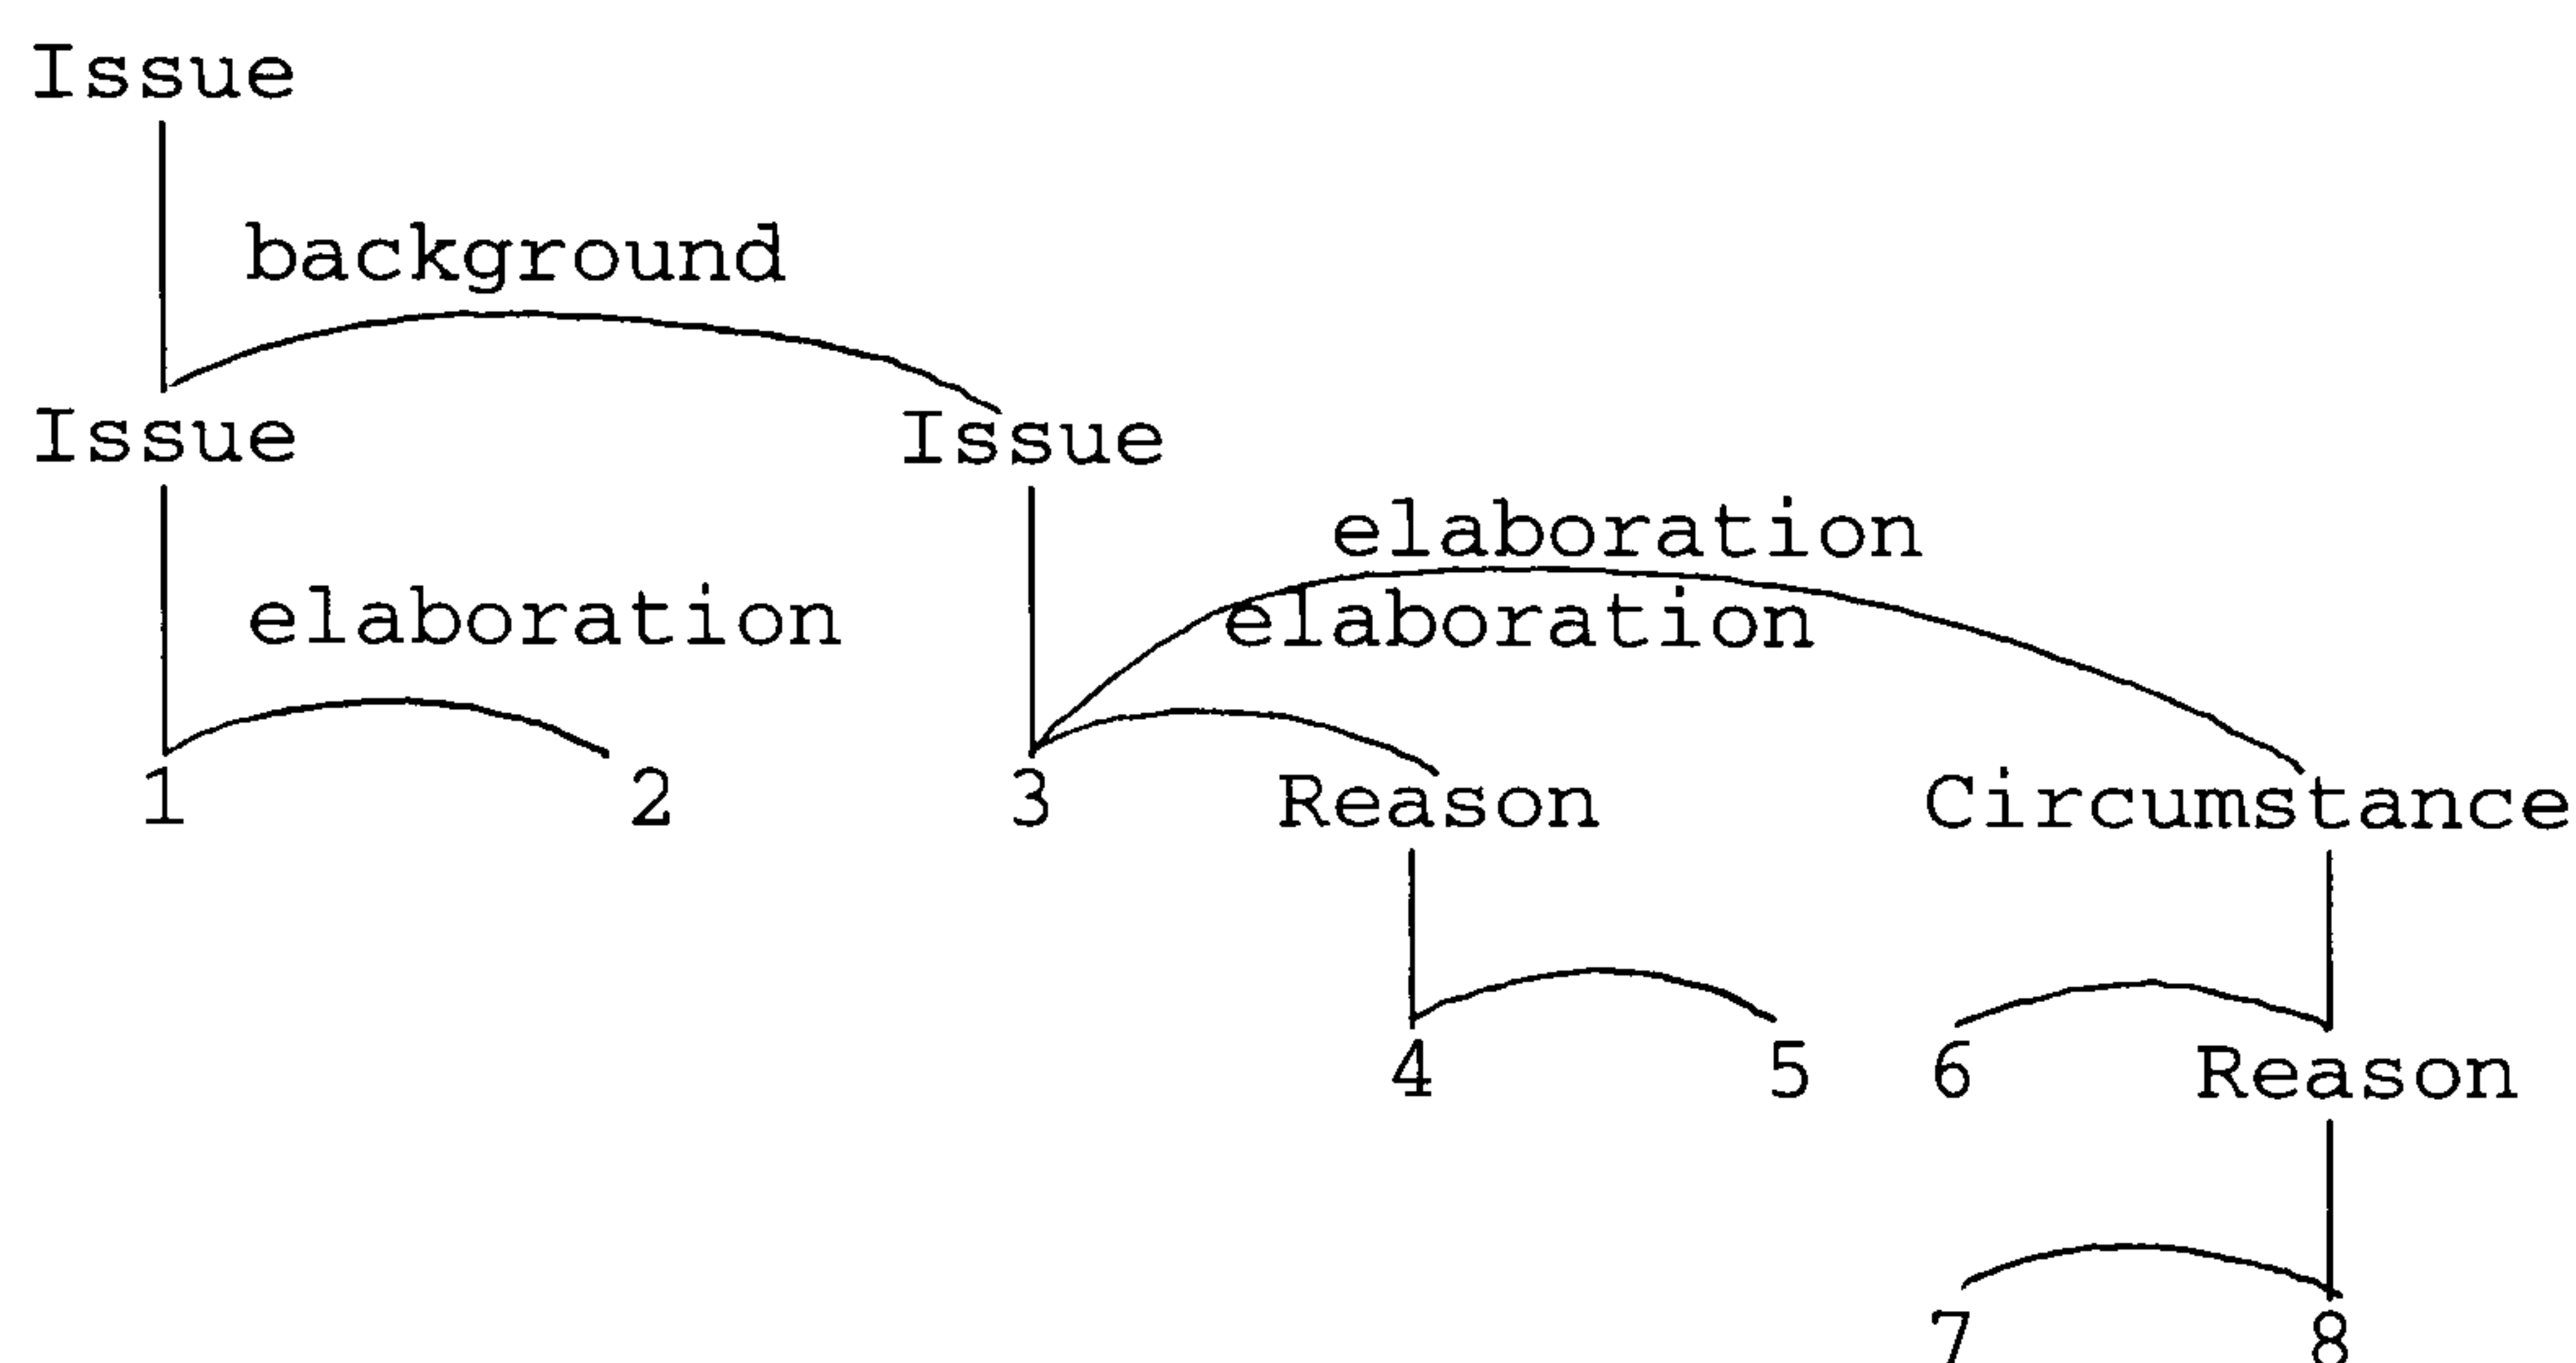 Issue
background
Issue Issue
elaboration
elaboration elaboration
1 2 3 Reason Circumstance
4 5 6 Reason
7 8